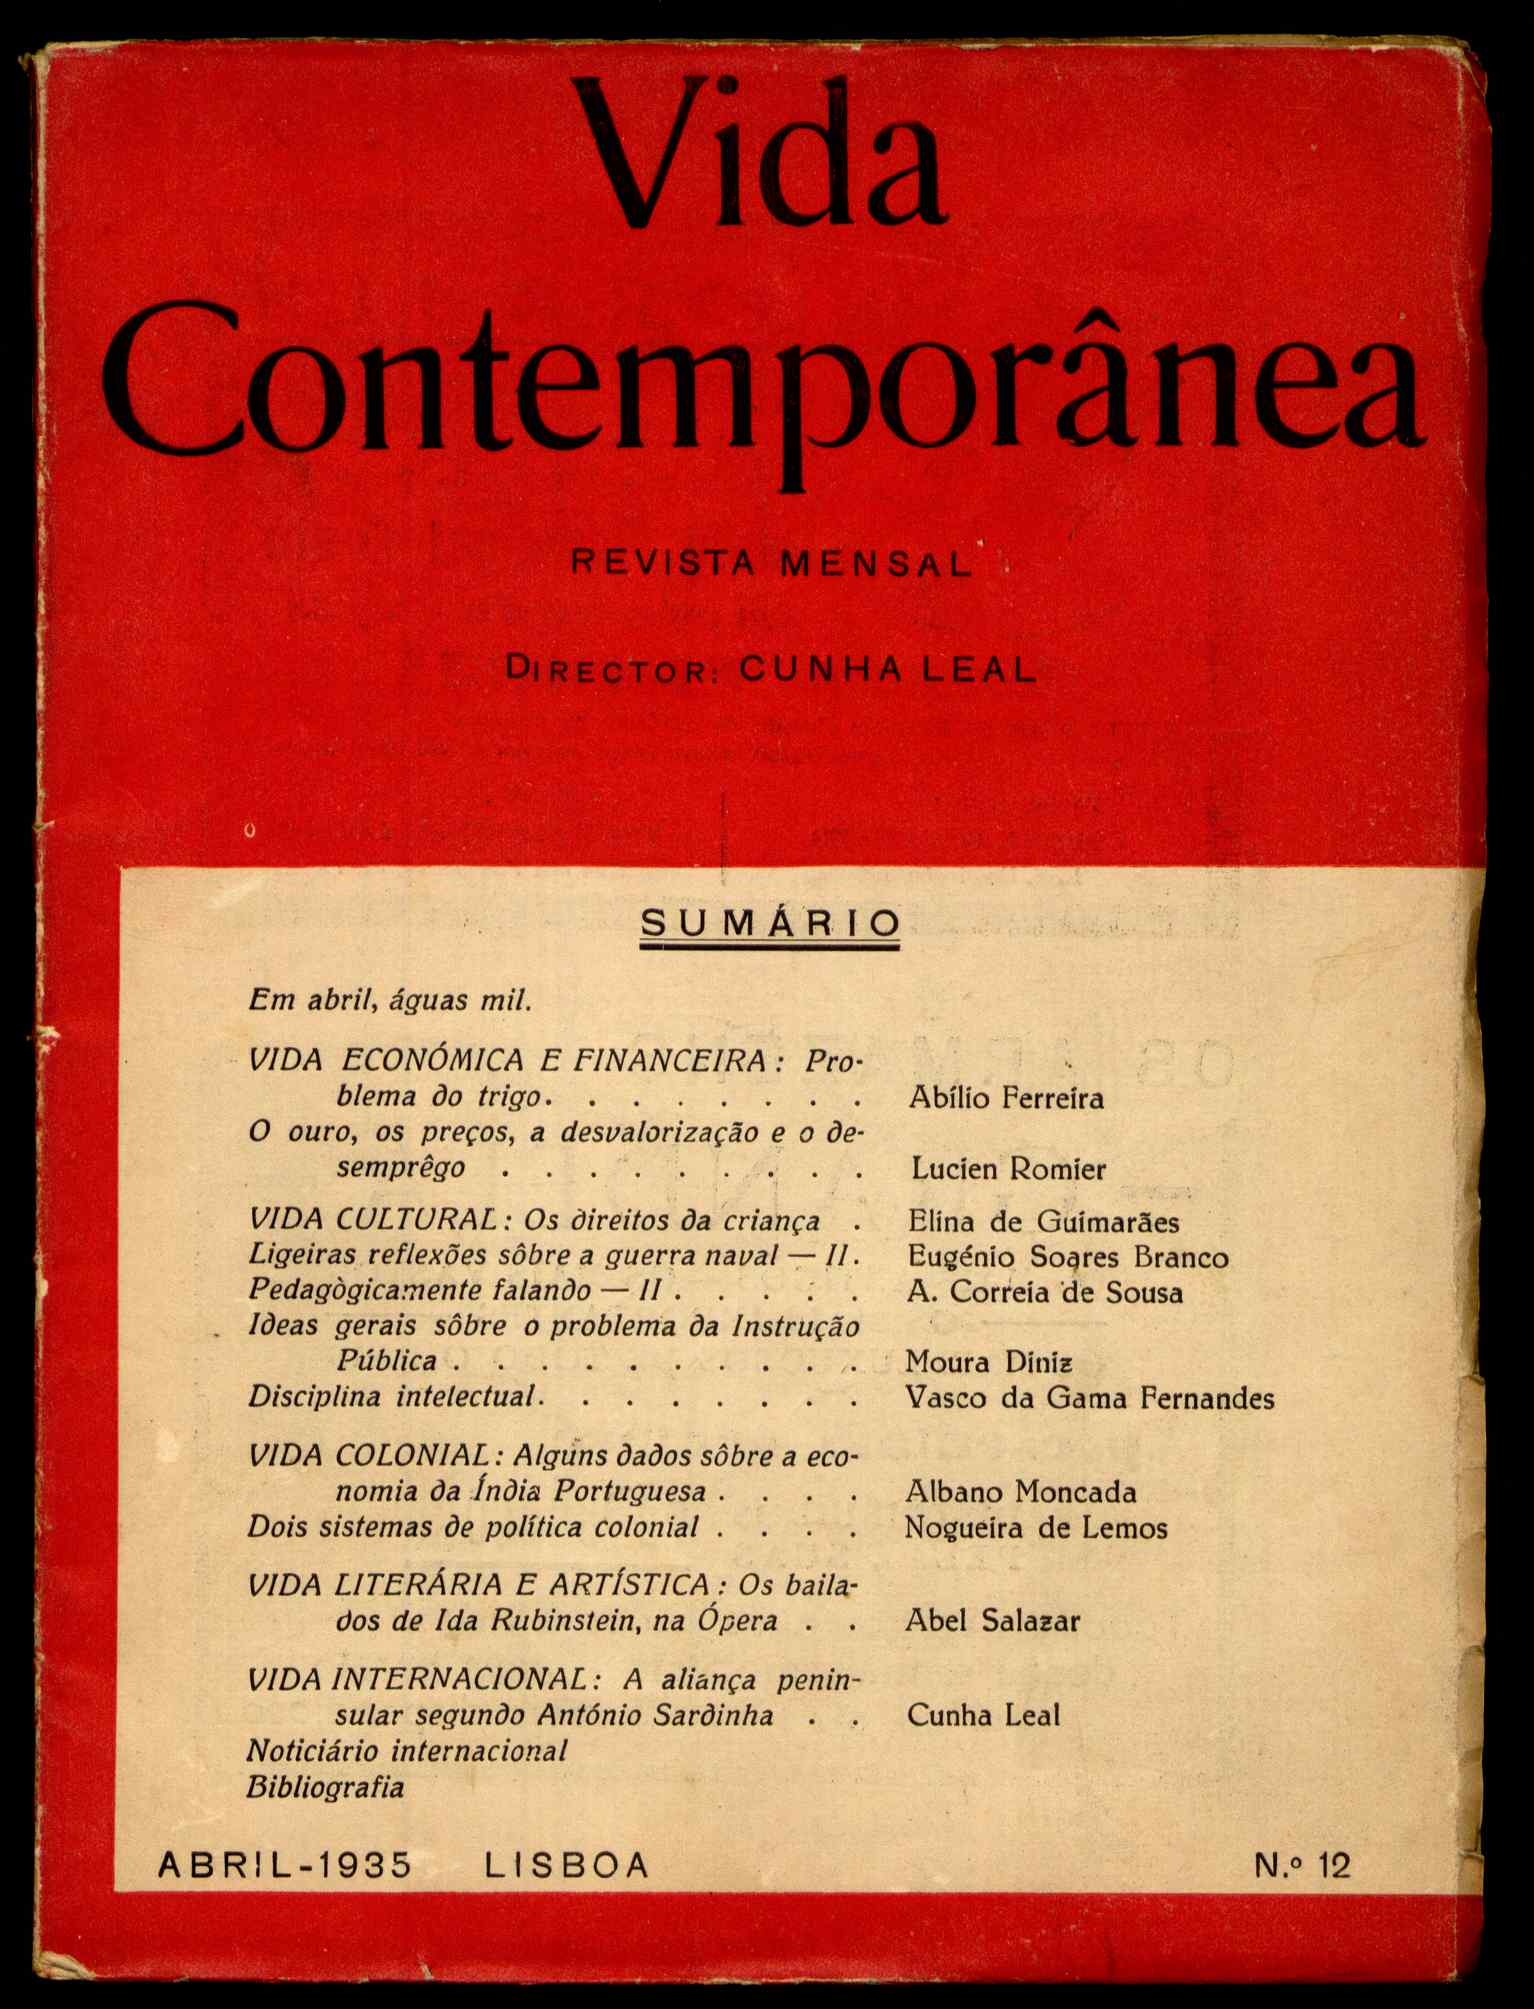 Vida
Contemporânea
REVISTA MENSAL
DIRECTOR: CUNHA LEAL
SUMÁRIO
Em abril, águas mil.
VIDA ECONÓMICA E FINANCEIRA: Pro-
blema do trigo. . . . . . . . Abílio Ferreira
O ouro, os preços, a desvalorização e o de-
semprêgo . . . . . . . . . Lucien Romier
VIDA CULTURAL: Os direitos da criança . Elina de Guimarães
Ligeiras reflexões sôbre a guerra naval — II. Eugénio Soares Branco
Pedagògicamente falando — II . . . . . A. Correia de Sousa
Ideas gerais sôbre o problema da Instrução
Pública . . . . . . . . . . Moura Diniz
Disciplina intelectual. . . . . . . . Vasco da Gama Fernandes
VIDA COLONIAL: Alguns dados sôbre a eco-
nomia da Índia Portuguesa . . . . Albano Moncada
Dois sistemas de política colonial . . . . Nogueira de Lemos
VIDA LITERÁRIA E ARTÍSTICA: Os baila-
dos de Ida Rubinstein, na Ópera . . Abel Salazar
VIDA INTERNACIONAL: A aliança penin-
sular segundo António Sardinha . . Cunha Leal
Noticiário internacional
Bibliografia
ABRIL-1935 LISBOA N.º 12